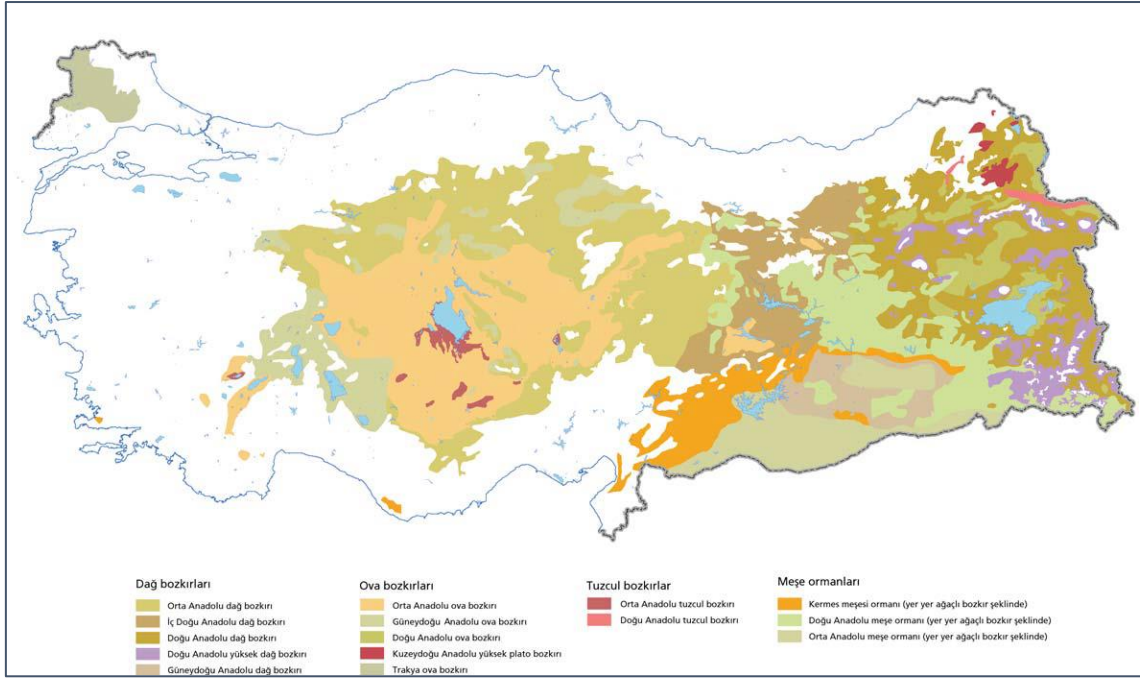 Dağ bozkırları
Orta Anadolu dağ bozkırı
İç Doğu Anadolu dağ bozkırı
Doğu Anadolu dağ bozkırı
Doğu Anadolu yüksek dağ bozkırı
Güneydoğu Anadolu dağ bozkırı
Ova bozkırları
Orta Anadolu ova bozkırı
Güneydoğu Anadolu ova bozkırı
Doğu Anadolu ova bozkırı
Kuzeydoğu Anadolu yüksek plato bozkırı
Trakya ova bozkırı
Tuzcul bozkırlar
Orta Anadolu tuzcul bozkırı
Doğu Anadolu tuzcul bozkırı
Meşe ormanları
Kermes meşesi ormanı (yer yer ağaçlı bozkır şeklinde)
Doğu Anadolu meşe ormanı (yer yer ağaçlı bozkır şeklinde)
Orta Anadolu meşe ormanı (yer yer ağaçlı bozkır şeklinde)